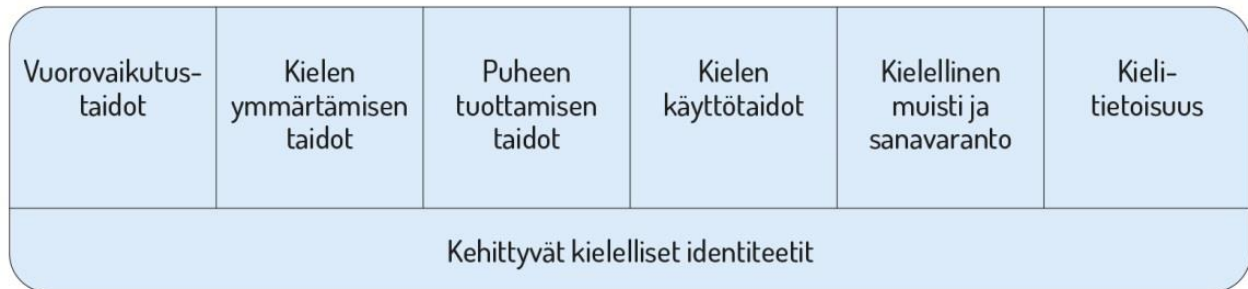 Vuorovaikutus-
taidot
Kielen
ymmärtämisen
taidot
Puheen
tuottamisen
taidot
Kielen
käyttötaidot
Kielellinen
muisti ja
sanavaranto
Kieli-
tietoisuus
Kehittyvät kielelliset identiteetit